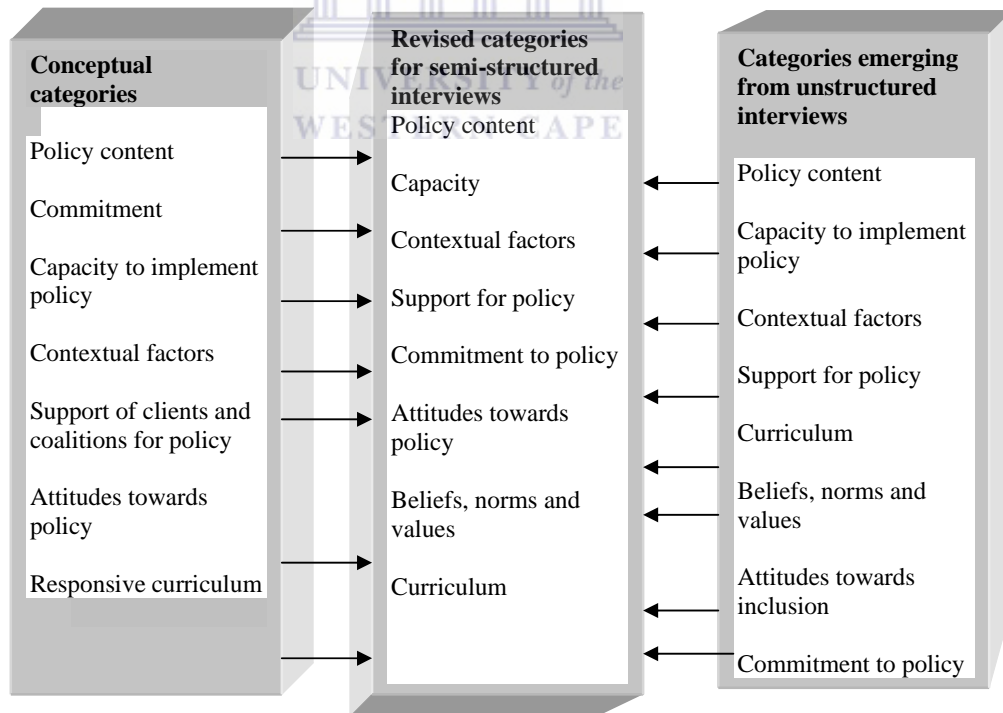 Conceptual
categories
Policy content
Commitment
Capacity to implement
policy
Contextual factors
Support of clients and
coalitions for policy
Attitudes towards
policy
Responsive curriculum
Revised categories
for semi-structured
interviews
UNIVERSITY of the
WESTERN CAPE
Policy content
Capacity
Contextual factors
Support for policy
Commitment to policy
Attitudes towards
policy
Beliefs, norms and
values
Curriculum
Categories emerging
from unstructured
interviews
Policy content
Capacity to implement
policy
Contextual factors
Support for policy
Curriculum
Beliefs, norms and
values
Attitudes towards
inclusion
Commitment to policy